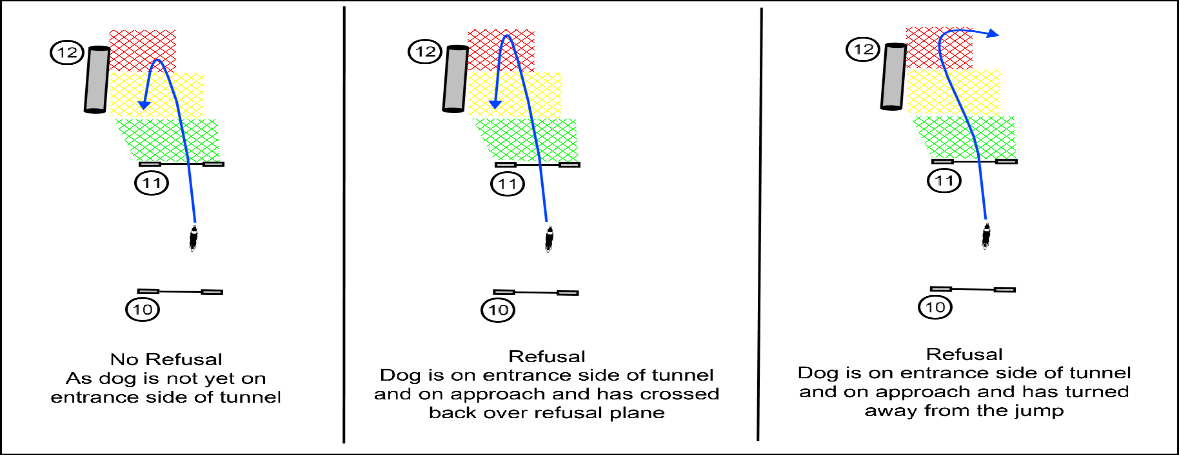 12
11
10
No Refusal
As dog is not yet on
entrance side of tunnel
12
11
10
Refusal
Dog is on entrance side of tunnel
and on approach and has crossed
back over refusal plane
12
11
10
Refusal
Dog is on entrance side of tunnel
and on approach and has turned
away from the jump